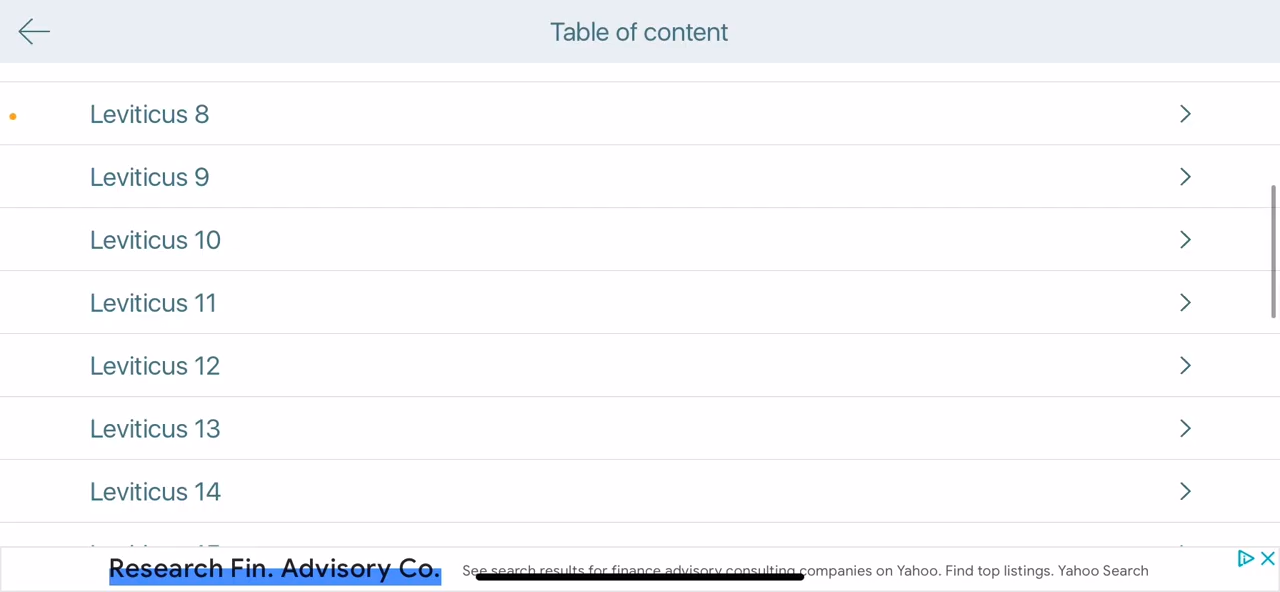 Table of content
Leviticus 8
Leviticus 9
Leviticus 10
Leviticus 11
Leviticus 12
Leviticus 13
Leviticus 14
Research Fin. Advisory Co.
See search results for finance advisory consulting companies on Yahoo. Find top listings. Yahoo Search